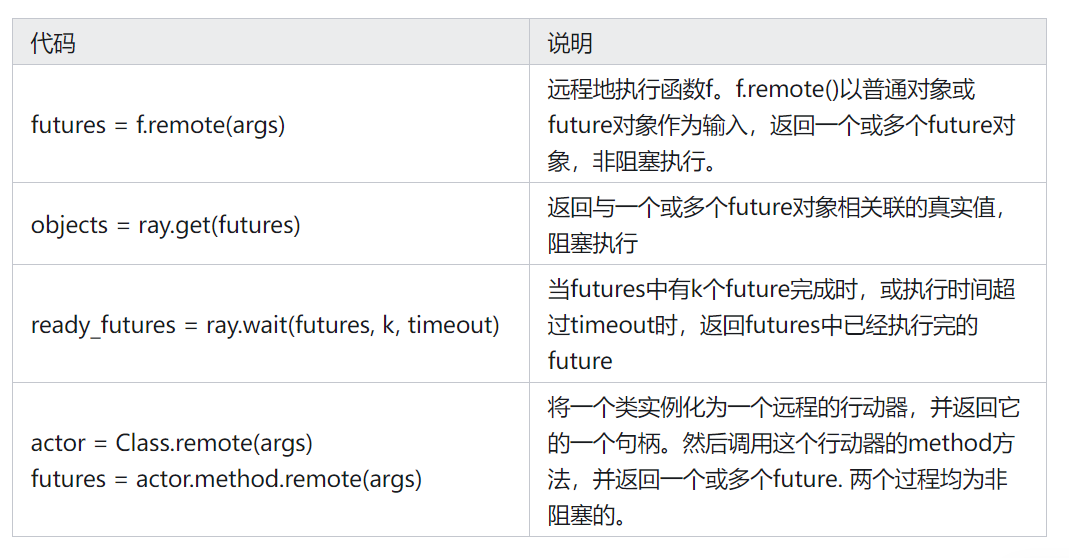 代码
说明
futures = f.remote(args)
远程地执行函数f。f.remote()以普通对象或
future对象作为输入，返回一个或多个future对
象，非阻塞执行。
objects = ray.get(futures)
返回与一个或多个future对象相关联的真实值，
阻塞执行
ready_futures = ray.wait(futures, k, timeout)
当futures中有k个future完成时，或执行时间超
过timeout时，返回futures中已经执行完的
future
actor = Class.remote(args)
futures = actor.method.remote(args)
将一个类实例化为一个远程的行动器，并返回它
的一个句柄。然后调用这个行动器的method方
法，并返回一个或多个future. 两个过程均为非
阻塞的。